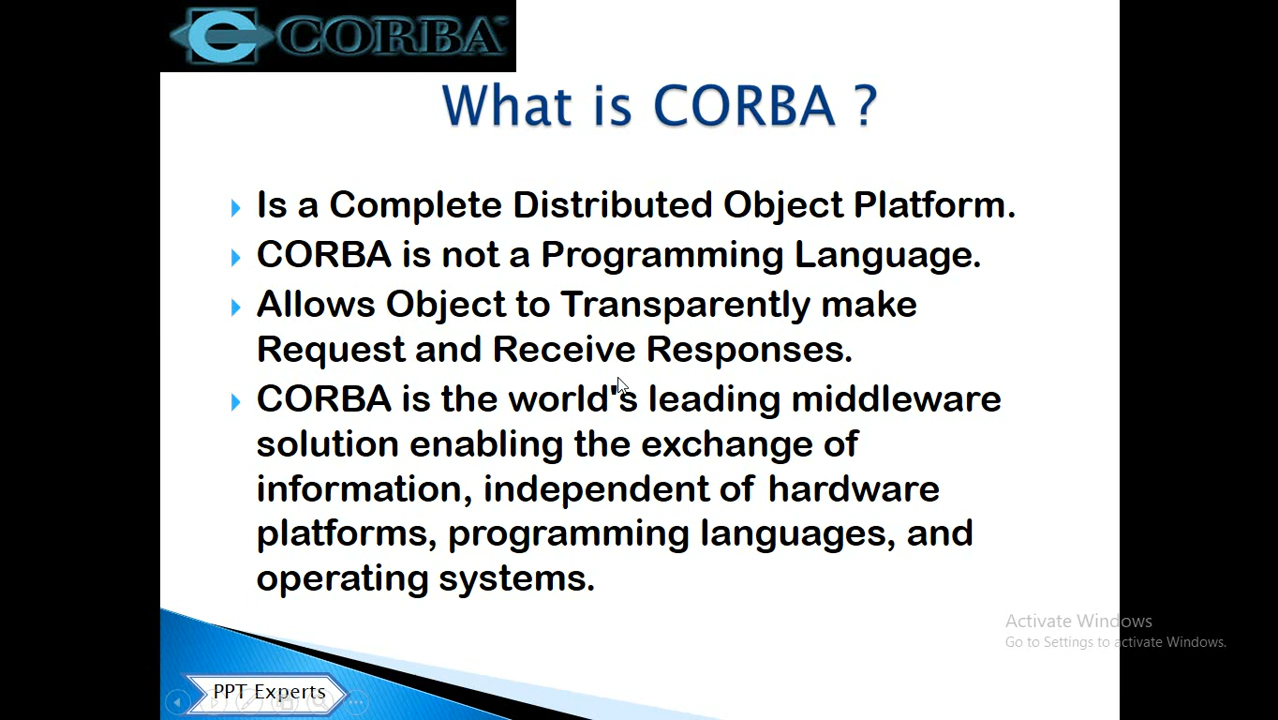 CORBA™
What is CORBA ?
Is a Complete Distributed Object Platform.
CORBA is not a Programming Language.
Allows Object to Transparently make
Request and Receive Responses.
CORBA is the world's leading middleware
solution enabling the exchange of
information, independent of hardware
platforms, programming languages, and
operating systems.
Activate Windows
Go to Settings to activate Windows.
PPT Experts